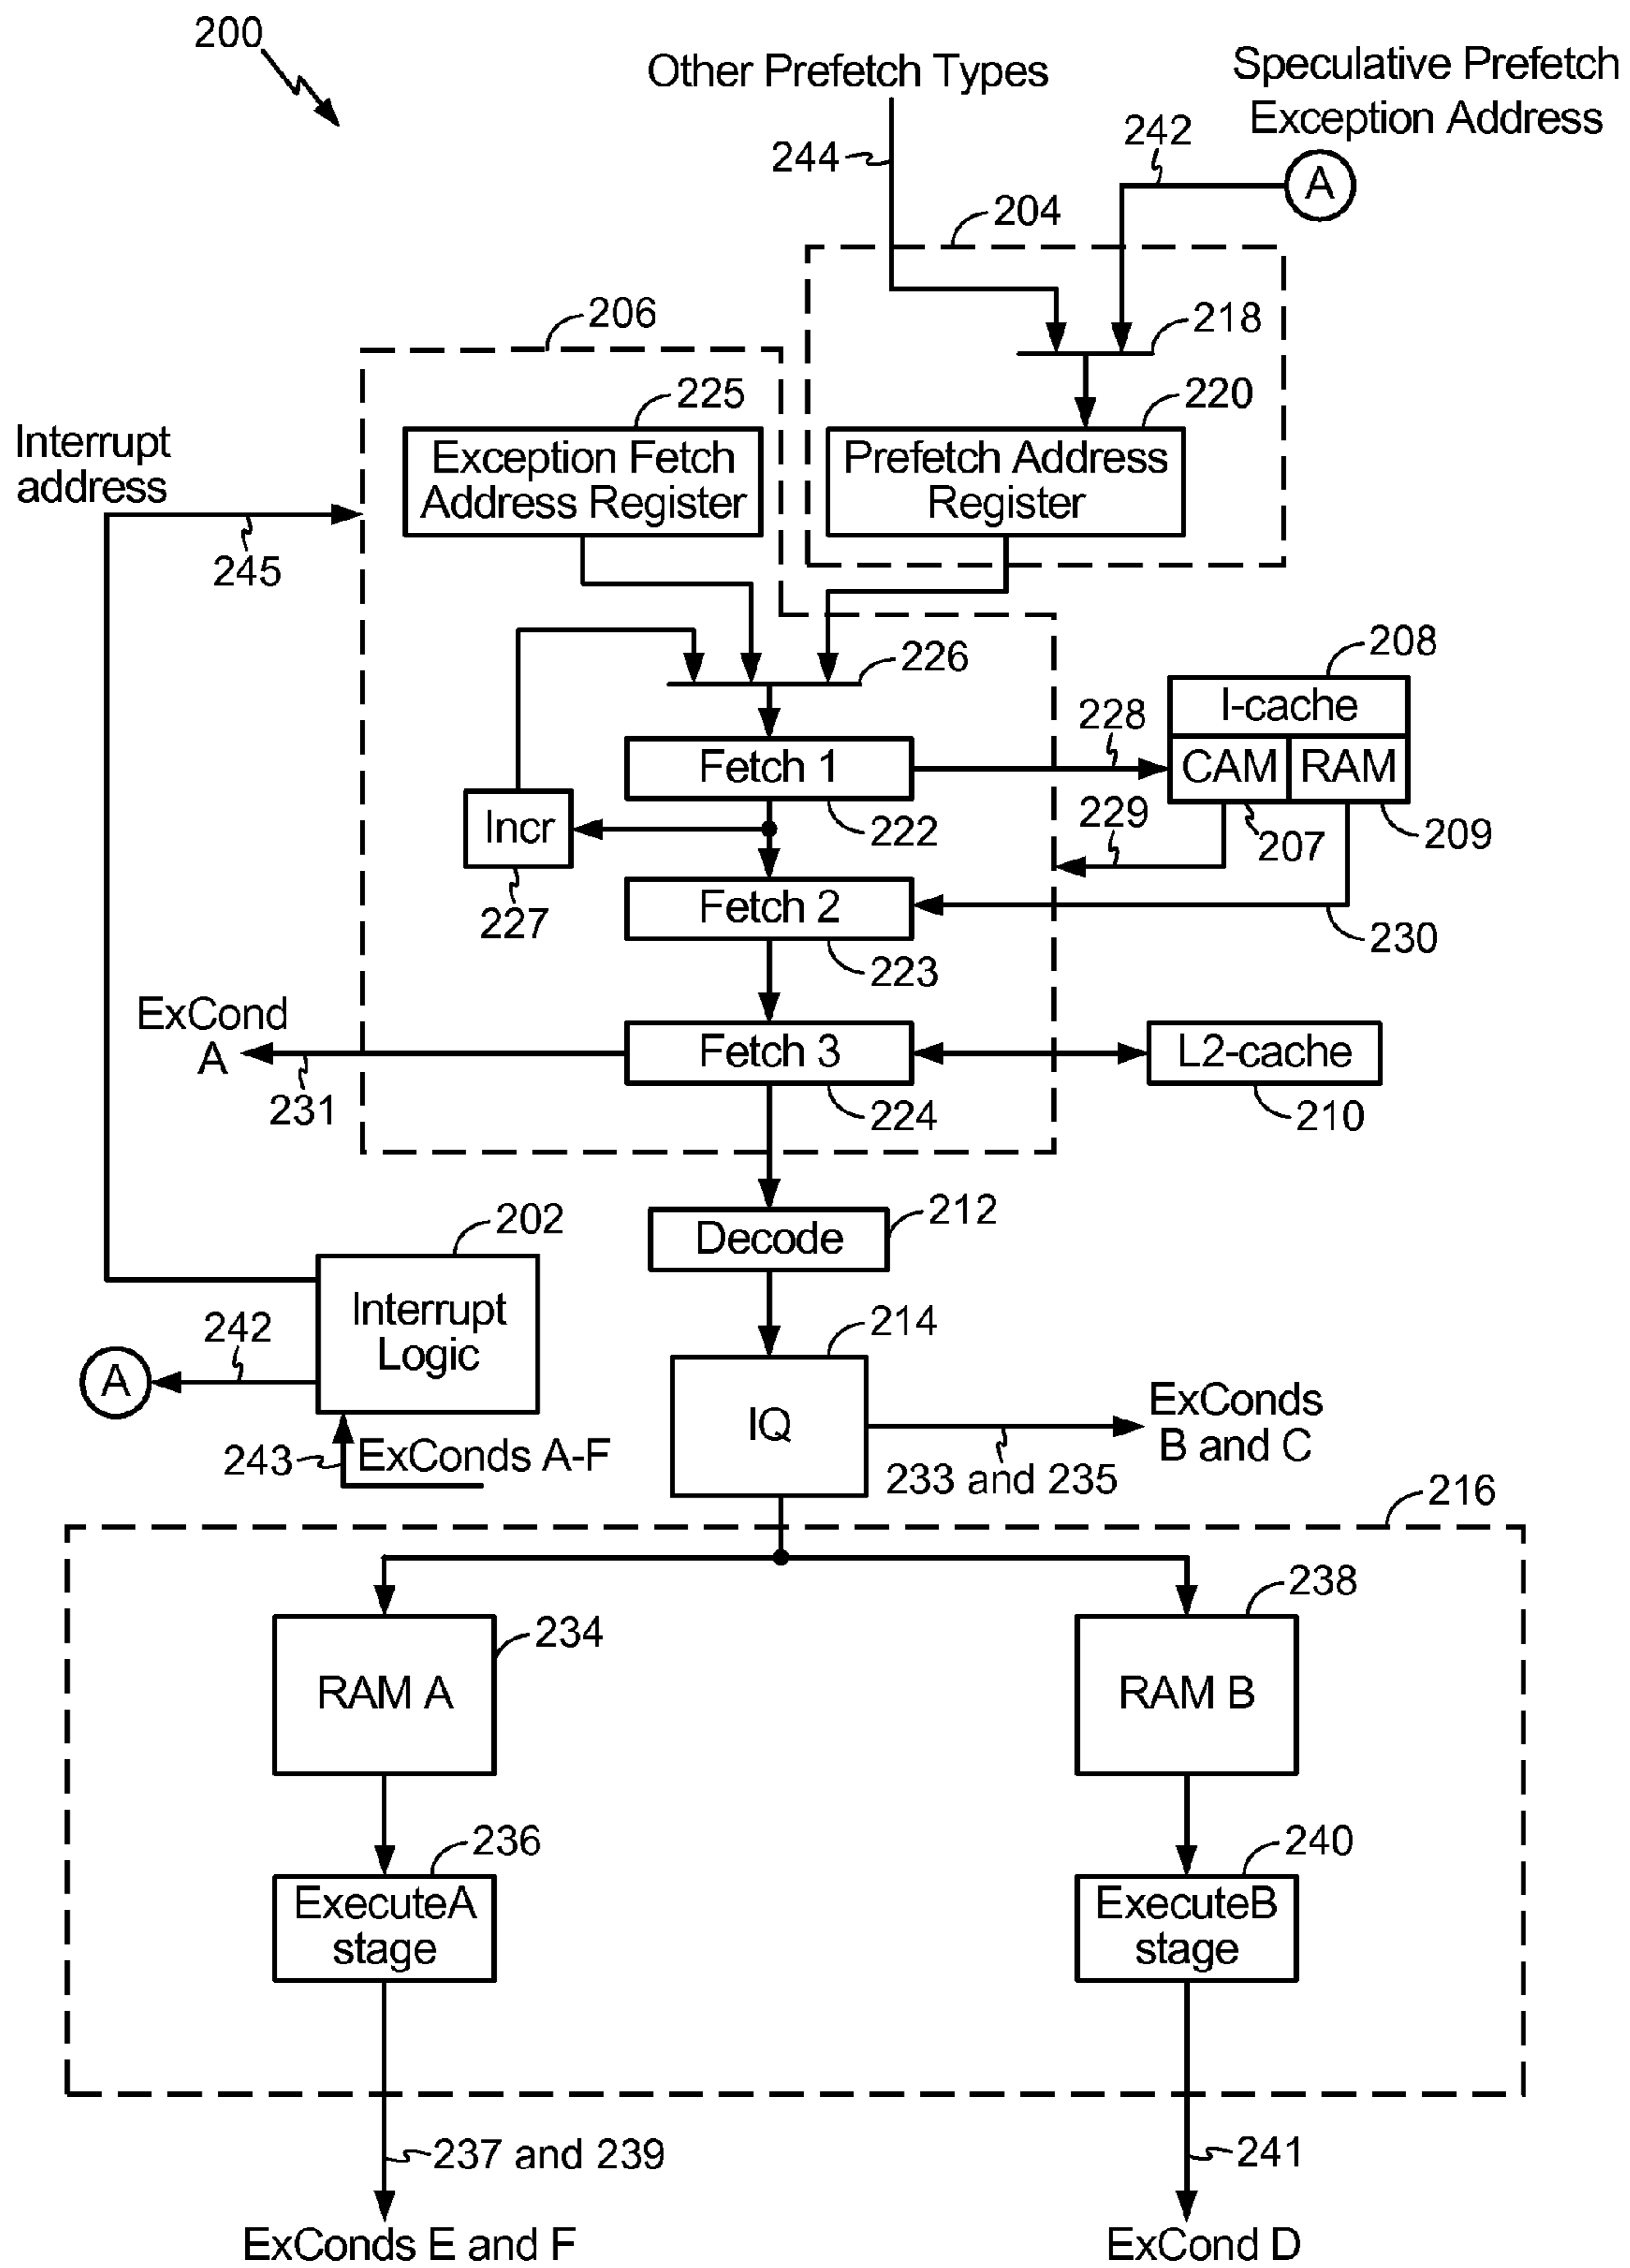 200
Other Prefetch Types
Speculative Prefetch
Exception Address
242
244
A
204
206
218
225
220
Interrupt
address
Exception Fetch
Address Register
Prefetch Address
Register
245
226
208
I-cache
228
Fetch 1
CAM
RAM
Incr
222
229
207
209
227
Fetch 2
230
223
ExCond
A
Fetch 3
L2-cache
231
224
210
202
212
Decode
Interrupt
Logic
214
242
A
IQ
ExConds
B and C
243
ExConds A-F
233 and 235
216
238
234
RAM A
RAM B
236
240
ExecuteA
stage
ExecuteB
stage
237 and 239
241
ExConds E and F
ExCond D